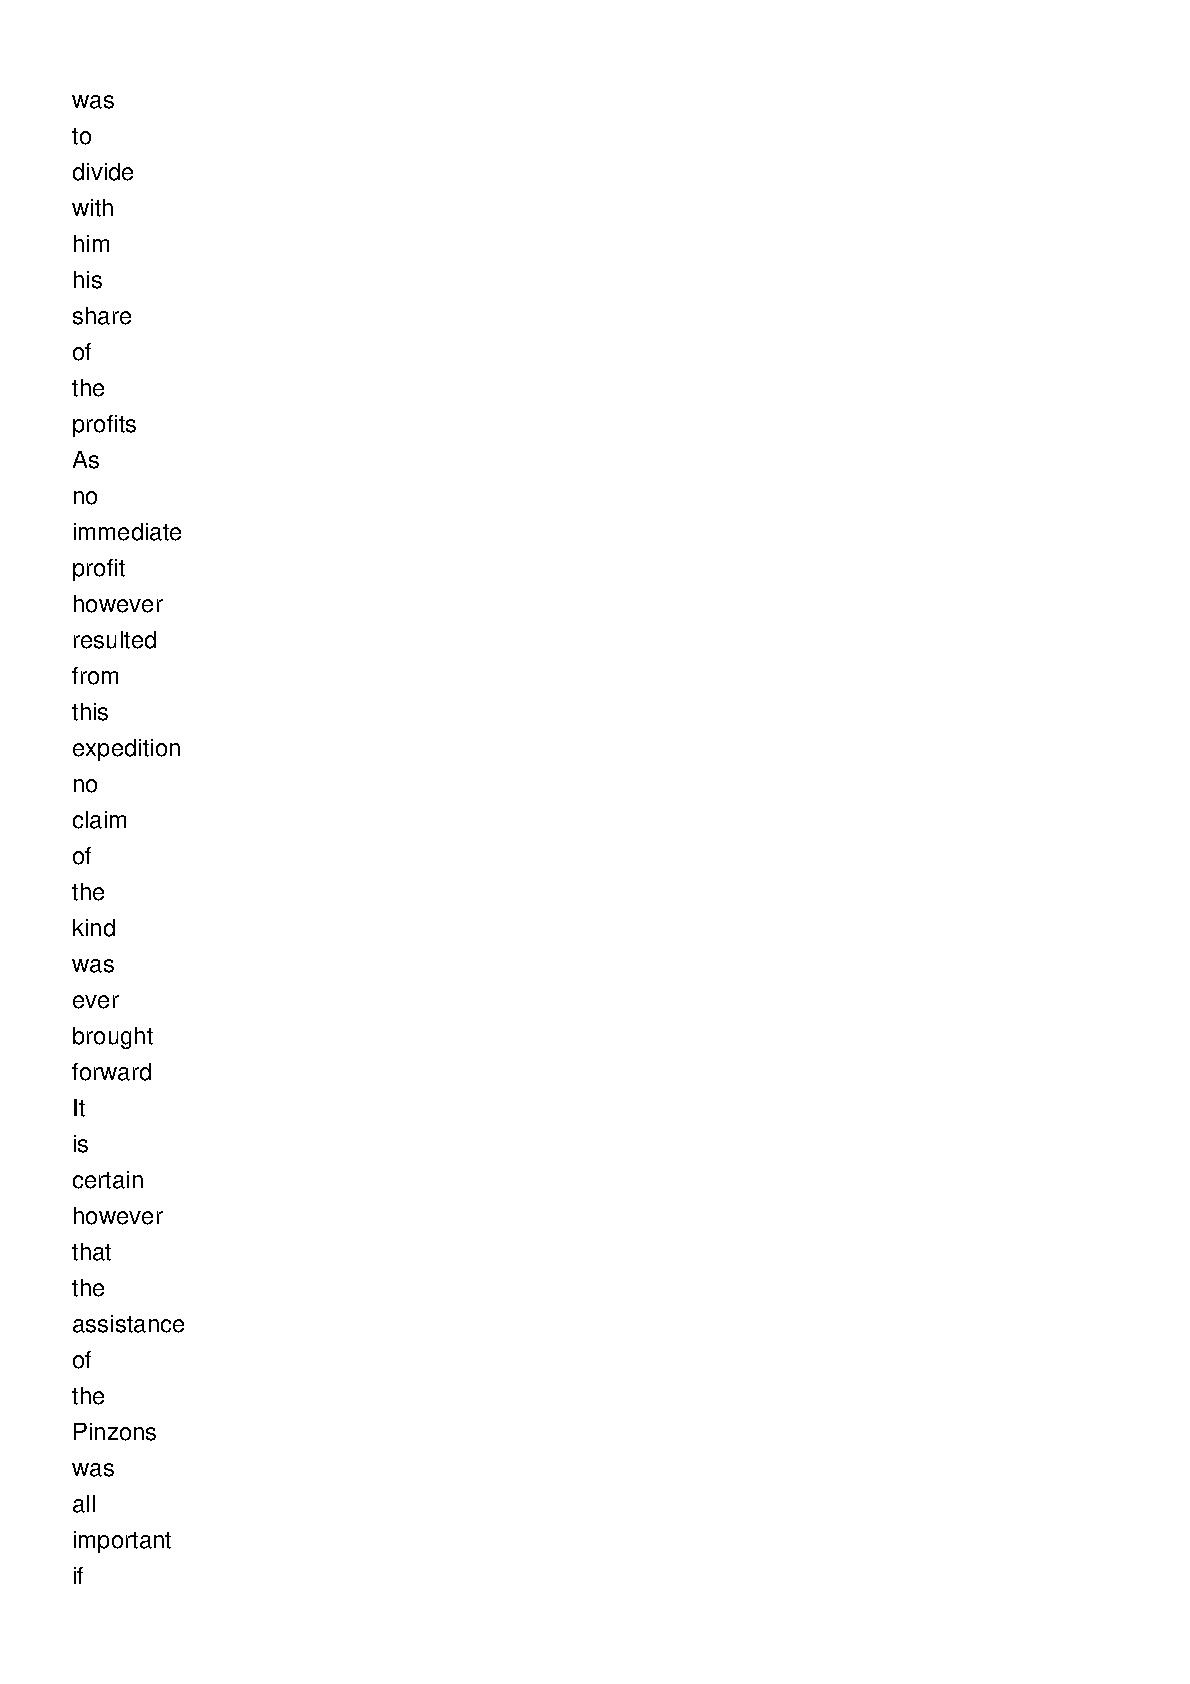 was
to
divide
with
him
his
share
of
the
profits
As
no
immediate
profit
however
resulted
from
this
expedition
no
claim
of
the
kind
was
ever
brought
forward
It
is
certain
however
that
the
assistance
of
the
Pinzons
was
all
important
if